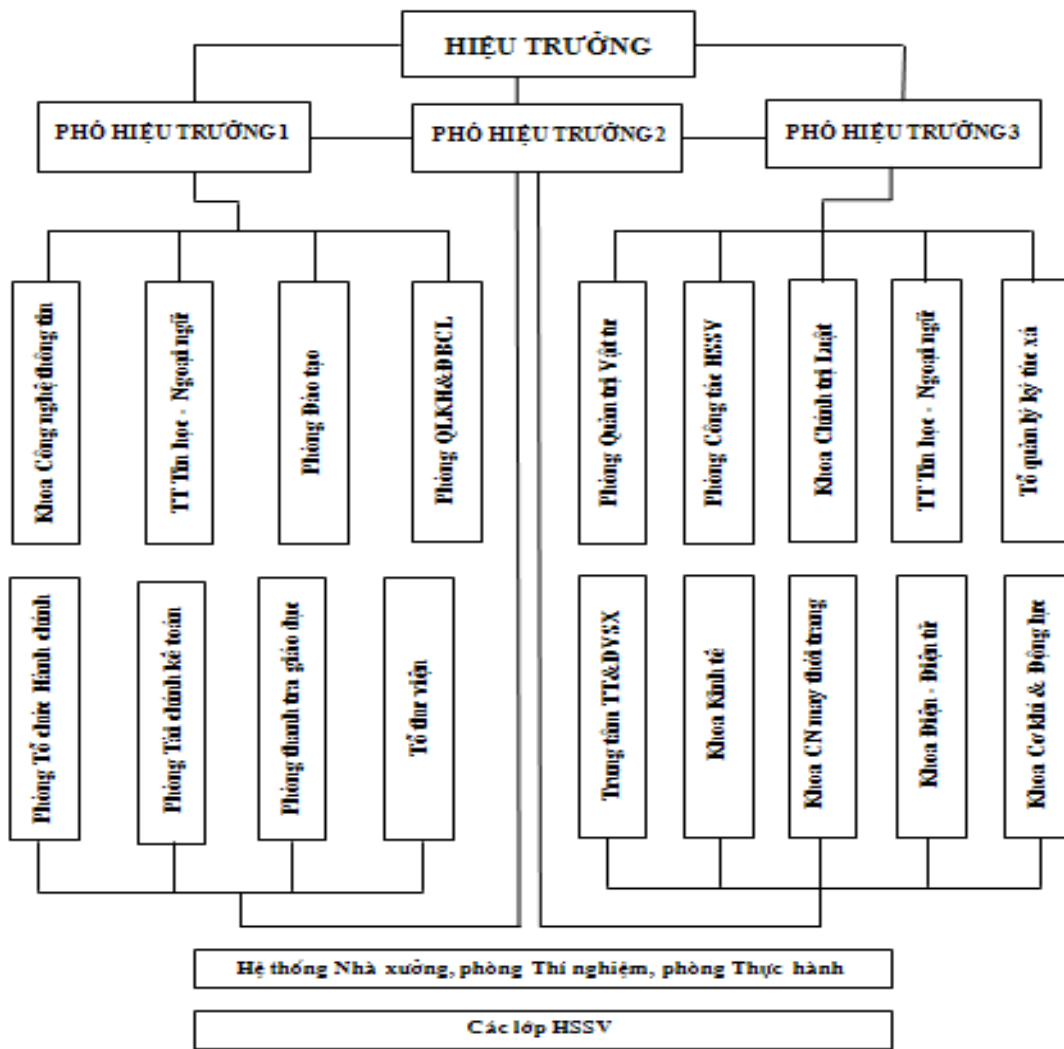 HIỆU TRƯỞNG
PHÓ HIỆU TRƯỞNG 1
PHÓ HIỆU TRƯỞNG 2
PHÓ HIỆU TRƯỞNG 3
Khoa Công nghệ thông tin
TT Tin học - Ngoại ngữ
Phòng Đào tạo
Phòng QLKH&ĐBCL
Phòng Quản trị Vật tư
Phòng Công tác HSSV
Khoa Chính trị Luật
TT Tin học - Ngoại ngữ
Tổ quản lý ký túc xá
Phòng Tổ chức Hành chính
Phòng Tài chính kế toán
Phòng thanh tra giáo dục
Tổ thư viện
Trung tâm TT&DVSX
Khoa Kinh tế
Khoa CN may thời trang
Khoa Điện - Điện tử
Khoa Cơ khí & Động lực
Hệ thống Nhà xưởng, phòng Thí nghiệm, phòng Thực hành
Các lớp HSSV